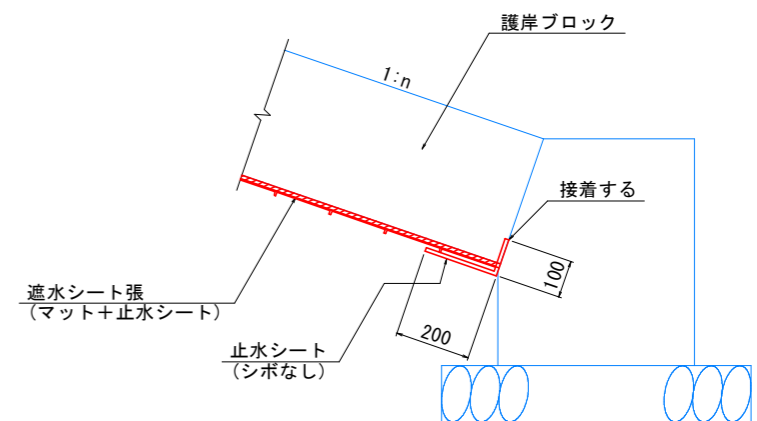 護岸ブロック
1:n
接着する
100
遮水シート張
(マット+止水シート)
200
止水シート
(シボなし)